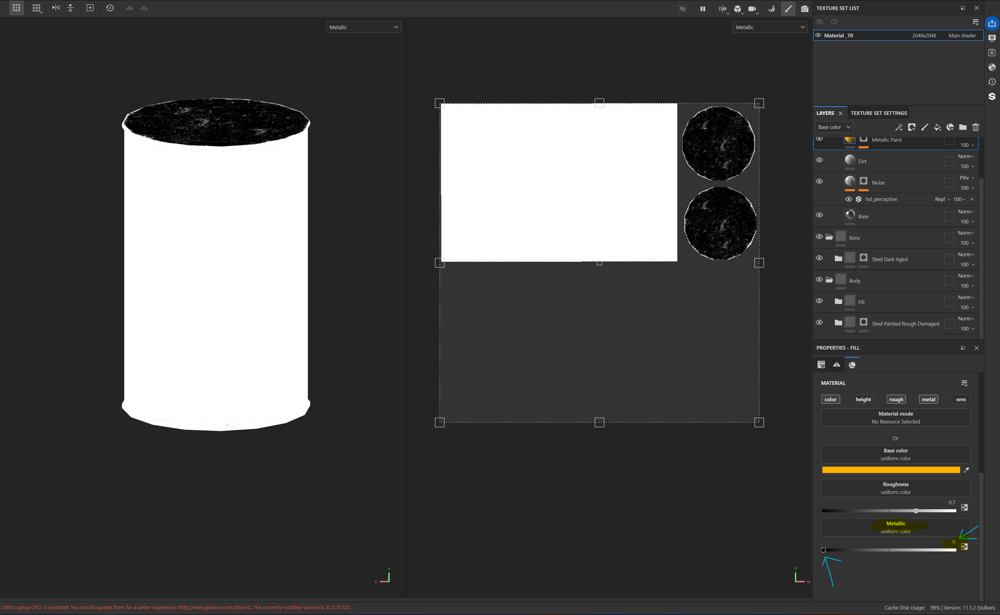 Metallic
Metallic
TEXTURE SET LIST
Material _70 2048x2048 Main shader
LAYERS TEXTURE SET SETTINGS
Base color
Metallic Paint 100
Dirt Norm 100
Noise Pthr 100
hsl_perceptive Repl 100
Base Norm 100
Rims Norm 100
Steel Dark Aged Norm 100
Body Norm 100
Fill Norm 100
Steel Painted Rough Damaged Norm 100
PROPERTIES - FILL
MATERIAL
color height rough metal nrm
Material mode
No Resource Selected
Or
Base color
uniform color
Roughness
uniform color
0.7
Metallic
uniform color
0
Y
X
V
U
3060 Laptop GPU' is outdated. You should update them for a better experience (http://www.geforce.com/drivers). The currently installed version is 31.0.15.521...
Cache Disk Usage: 98% | Version: 11.1.2 (Vulkan)